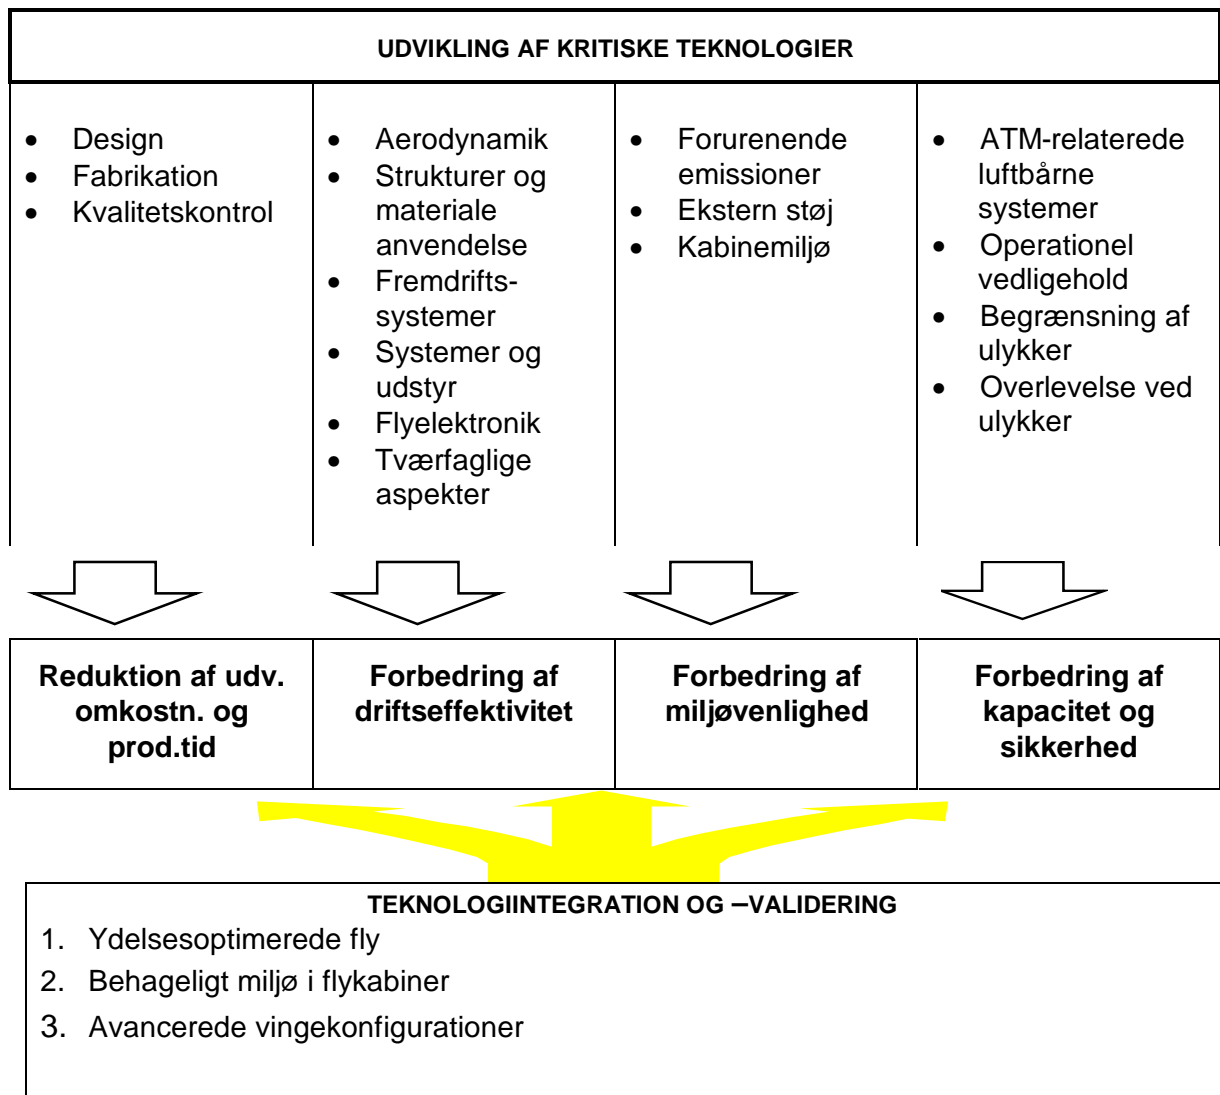 UDVIKLING AF KRITISKE TEKNOLOGIER
• Design
• Fabrikation
• Kvalitetskontrol
• Aerodynamik
• Strukturer og
materiale
anvendelse
• Fremdrifts-
systemer
• Systemer og
udstyr
• Flyelektronik
• Tværfaglige
aspekter
• Forurenende
emissioner
• Ekstern støj
• Kabinemiljø
• ATM-relaterede
luftbårne
systemer
• Operationel
vedligehold
• Begrænsning af
ulykker
• Overlevelse ved
ulykker
Reduktion af udv.
omkostn. og
prod.tid
Forbedring af
driftseffektivitet
Forbedring af
miljøvenlighed
Forbedring af
kapacitet og
sikkerhed
TEKNOLOGIINTEGRATION OG –VALIDERING
1. Ydelsesoptimerede fly
2. Behageligt miljø i flykabiner
3. Avancerede vingekonfigurationer